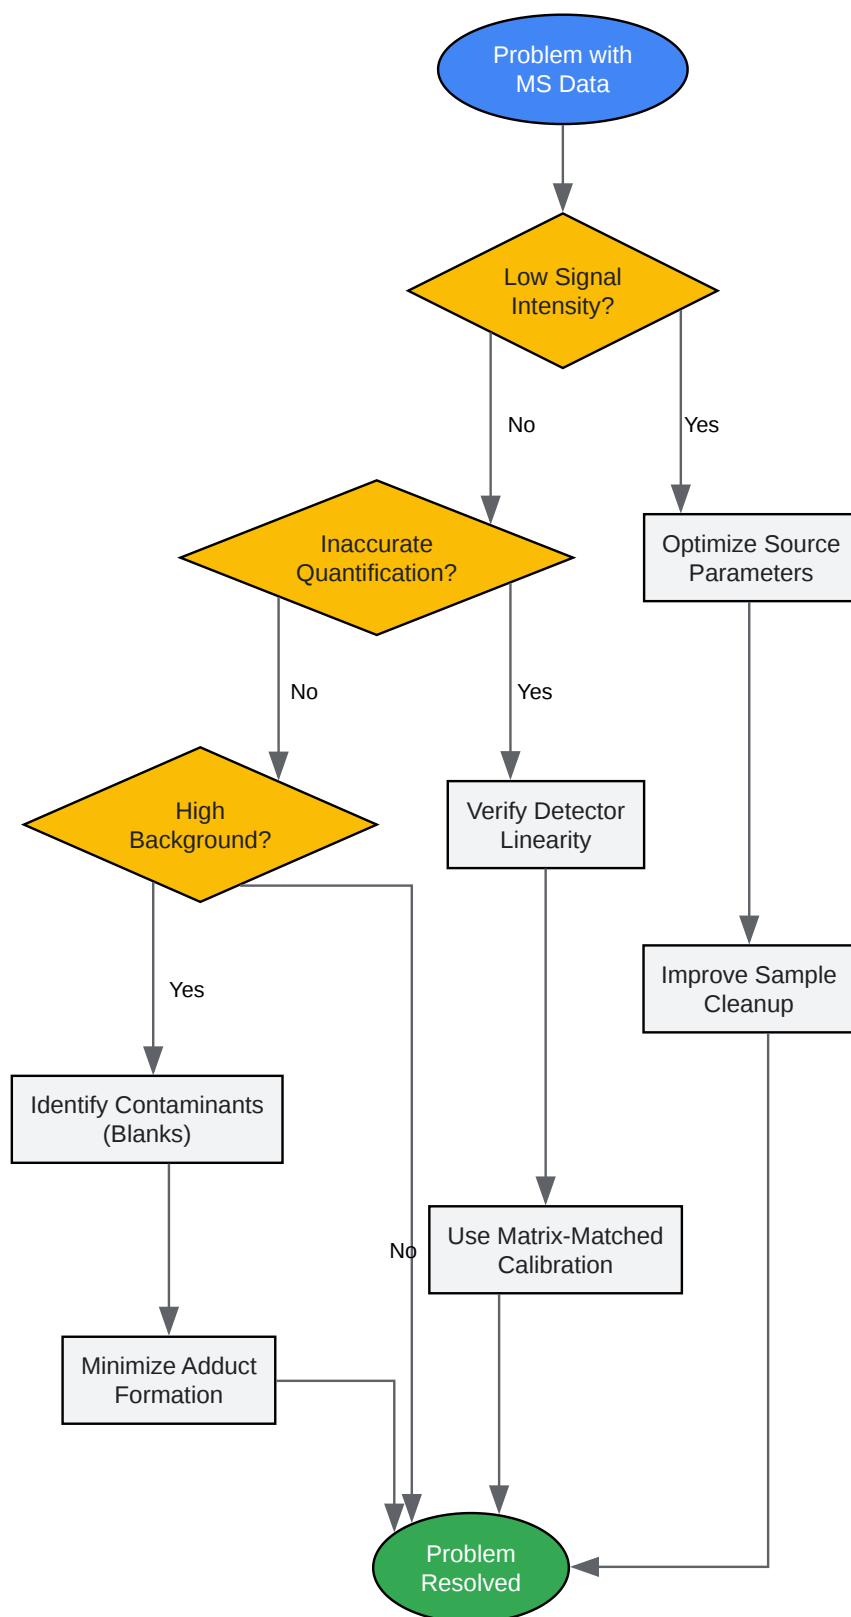 Problem with
MS Data
Low Signal
Intensity?
No
Yes
Inaccurate
Quantification?
Optimize Source
Parameters
No
Yes
High
Background?
Verify Detector
Linearity
Improve Sample
Cleanup
Yes
Identify Contaminants
(Blanks)
Use Matrix-Matched
Calibration
No
Minimize Adduct
Formation
Problem
Resolved